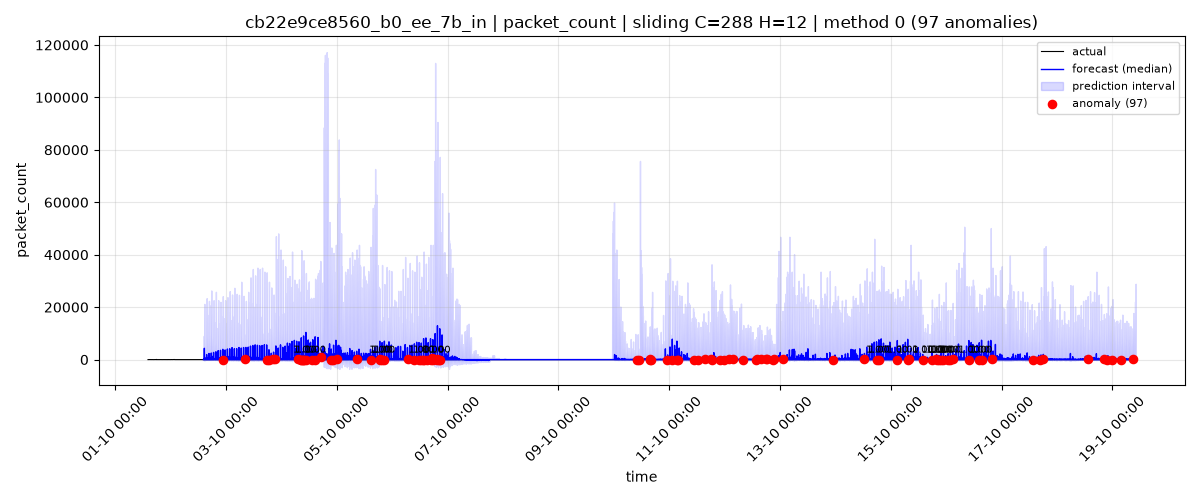 cb22e9ce8560_b0_ee_7b_in | packet_count | sliding C=288 H=12 | method 0 (97 anomalies)
actual
forecast (median)
prediction interval
anomaly (97)
packet_count
120000
100000
80000
60000
40000
20000
0
01-10 00:00
03-10 00:00
05-10 00:00
07-10 00:00
09-10 00:00
11-10 00:00
13-10 00:00
15-10 00:00
17-10 00:00
19-10 00:00
time